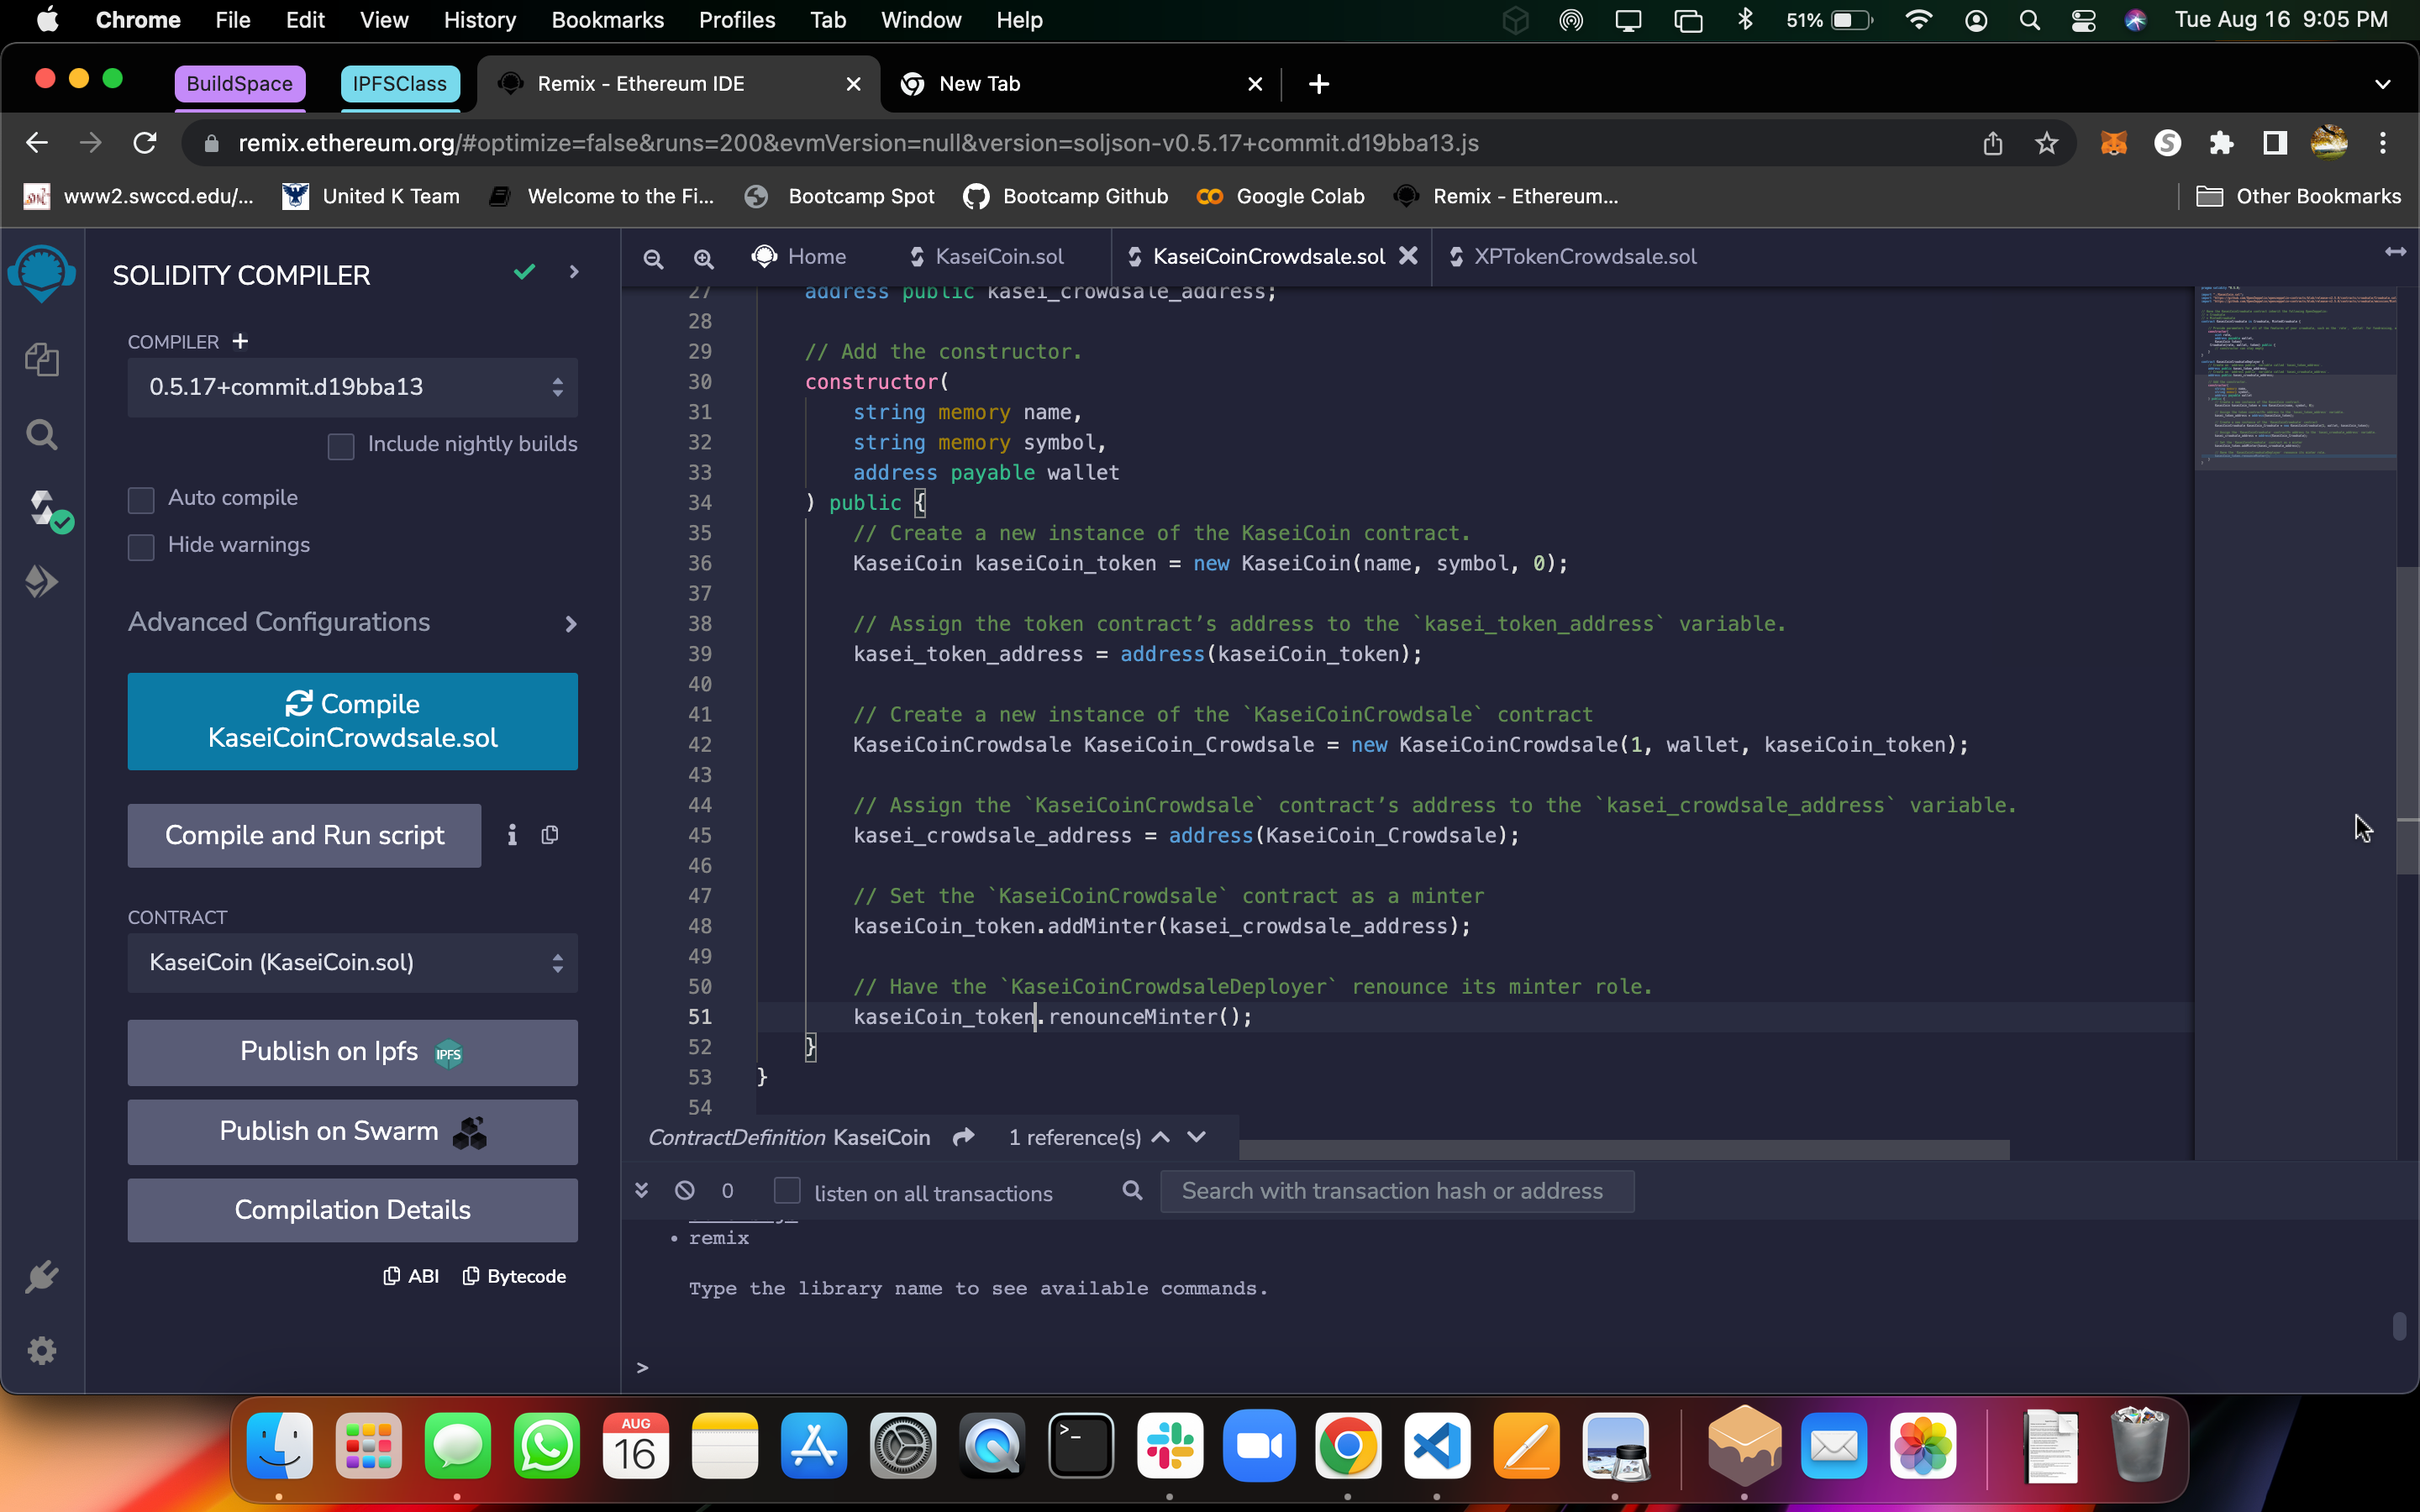 Chrome File Edit View History Bookmarks Profiles Tab Window Help 51% Tue Aug 16 9:05 PM
BuildSpace IPFSClass Remix - Ethereum IDE New Tab
remix.ethereum.org/#optimize=false&runs=200&evmVersion=null&version=soljson-v0.5.17+commit.d19bba13.js
www2.swccd.edu/... United K Team Welcome to the Fi... Bootcamp Spot Bootcamp Github Google Colab Remix - Ethereum... Other Bookmarks
SOLIDITY COMPILER
COMPILER
0.5.17+commit.d19bba13
Include nightly builds
Auto compile
Hide warnings
Advanced Configurations
Compile
KaseiCoinCrowdsale.sol
Compile and Run script
CONTRACT
KaseiCoin (KaseiCoin.sol)
Publish on Ipfs IPFS
Publish on Swarm
Compilation Details
ABI Bytecode
Home KaseiCoin.sol KaseiCoinCrowdsale.sol XPTokenCrowdsale.sol
27 address public kasei_crowdsale_address;
28
29 // Add the constructor.
30 constructor(
31 string memory name,
32 string memory symbol,
33 address payable wallet
34 ) public {
35 // Create a new instance of the KaseiCoin contract.
36 KaseiCoin kaseiCoin_token = new KaseiCoin(name, symbol, 0);
37
38 // Assign the token contract’s address to the `kasei_token_address` variable.
39 kasei_token_address = address(kaseiCoin_token);
40
41 // Create a new instance of the `KaseiCoinCrowdsale` contract
42 KaseiCoinCrowdsale KaseiCoin_Crowdsale = new KaseiCoinCrowdsale(1, wallet, kaseiCoin_token);
43
44 // Assign the `KaseiCoinCrowdsale` contract’s address to the `kasei_crowdsale_address` variable.
45 kasei_crowdsale_address = address(KaseiCoin_Crowdsale);
46
47 // Set the `KaseiCoinCrowdsale` contract as a minter
48 kaseiCoin_token.addMinter(kasei_crowdsale_address);
49
50 // Have the `KaseiCoinCrowdsaleDeployer` renounce its minter role.
51 kaseiCoin_token.renounceMinter();
52 }
53 }
54
ContractDefinition KaseiCoin 1 reference(s)
0 listen on all transactions Search with transaction hash or address
• remix
Type the library name to see available commands.
>
AUG
16